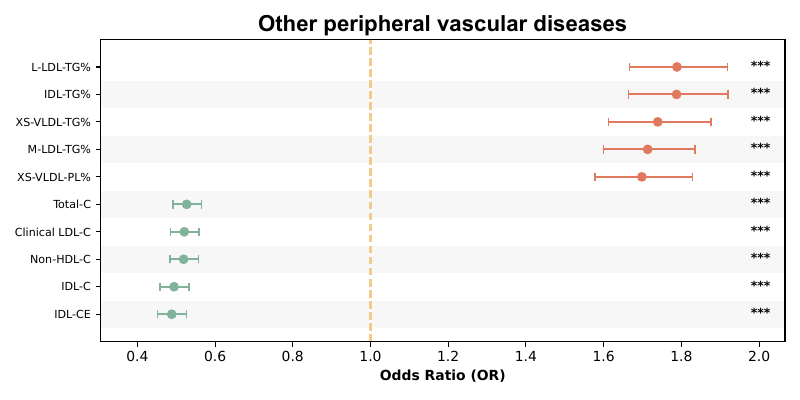 Other peripheral vascular diseases
L-LDL-TG% ***
IDL-TG% ***
XS-VLDL-TG% ***
M-LDL-TG% ***
XS-VLDL-PL% ***
Total-C ***
Clinical LDL-C ***
Non-HDL-C ***
IDL-C ***
IDL-CE ***
0.4 0.6 0.8 1.0 1.2 1.4 1.6 1.8 2.0
Odds Ratio (OR)